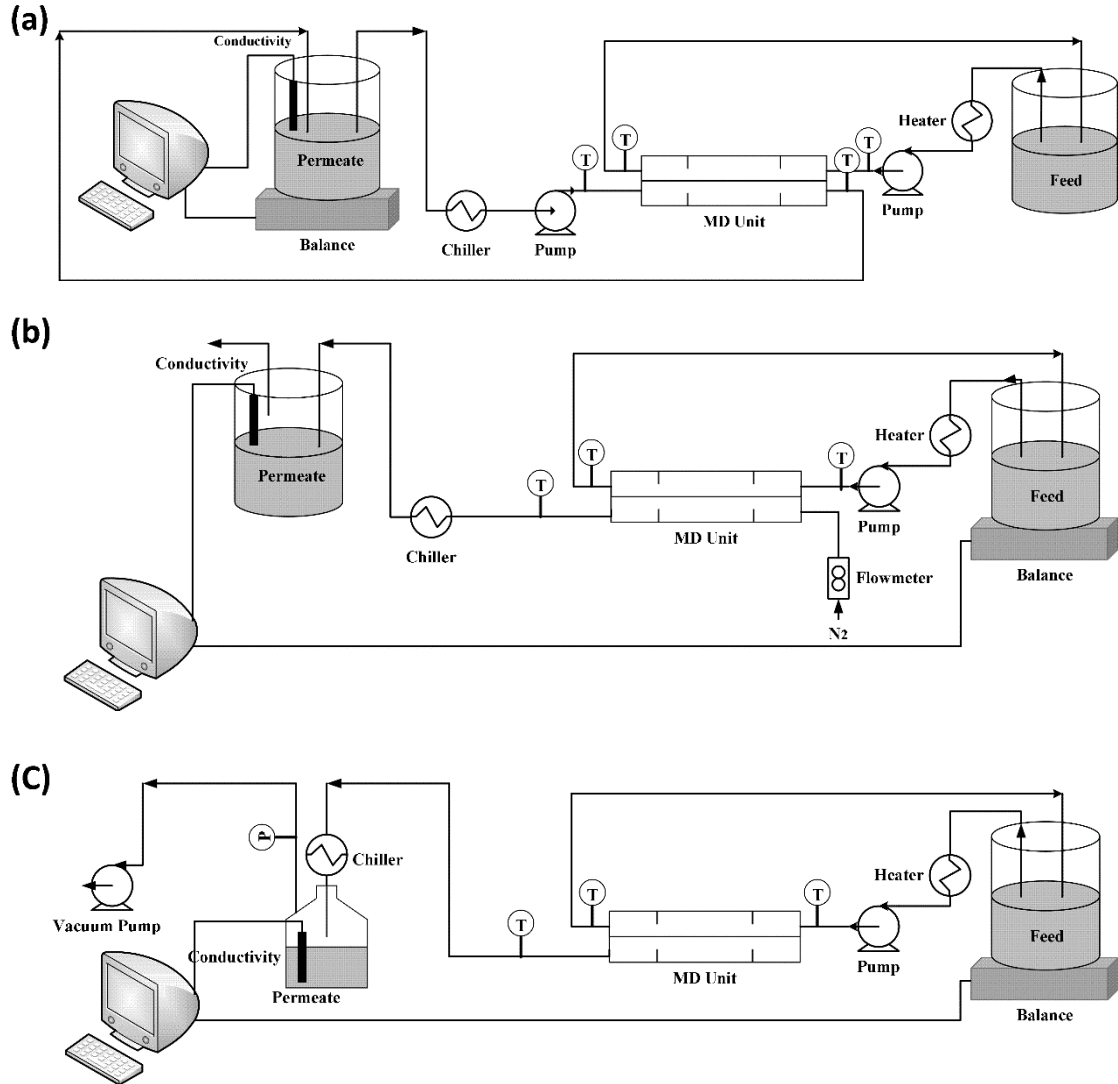 (a)
Conductivity
Permeate
Balance
Chiller
Pump
T
T
MD Unit
T
T
Pump
Heater
Feed
(b)
Conductivity
Permeate
Chiller
T
T
MD Unit
T
Pump
Heater
Flowmeter
N2
Feed
Balance
(C)
P
Vacuum Pump
Chiller
Conductivity
Permeate
T
T
MD Unit
T
Pump
Heater
Feed
Balance